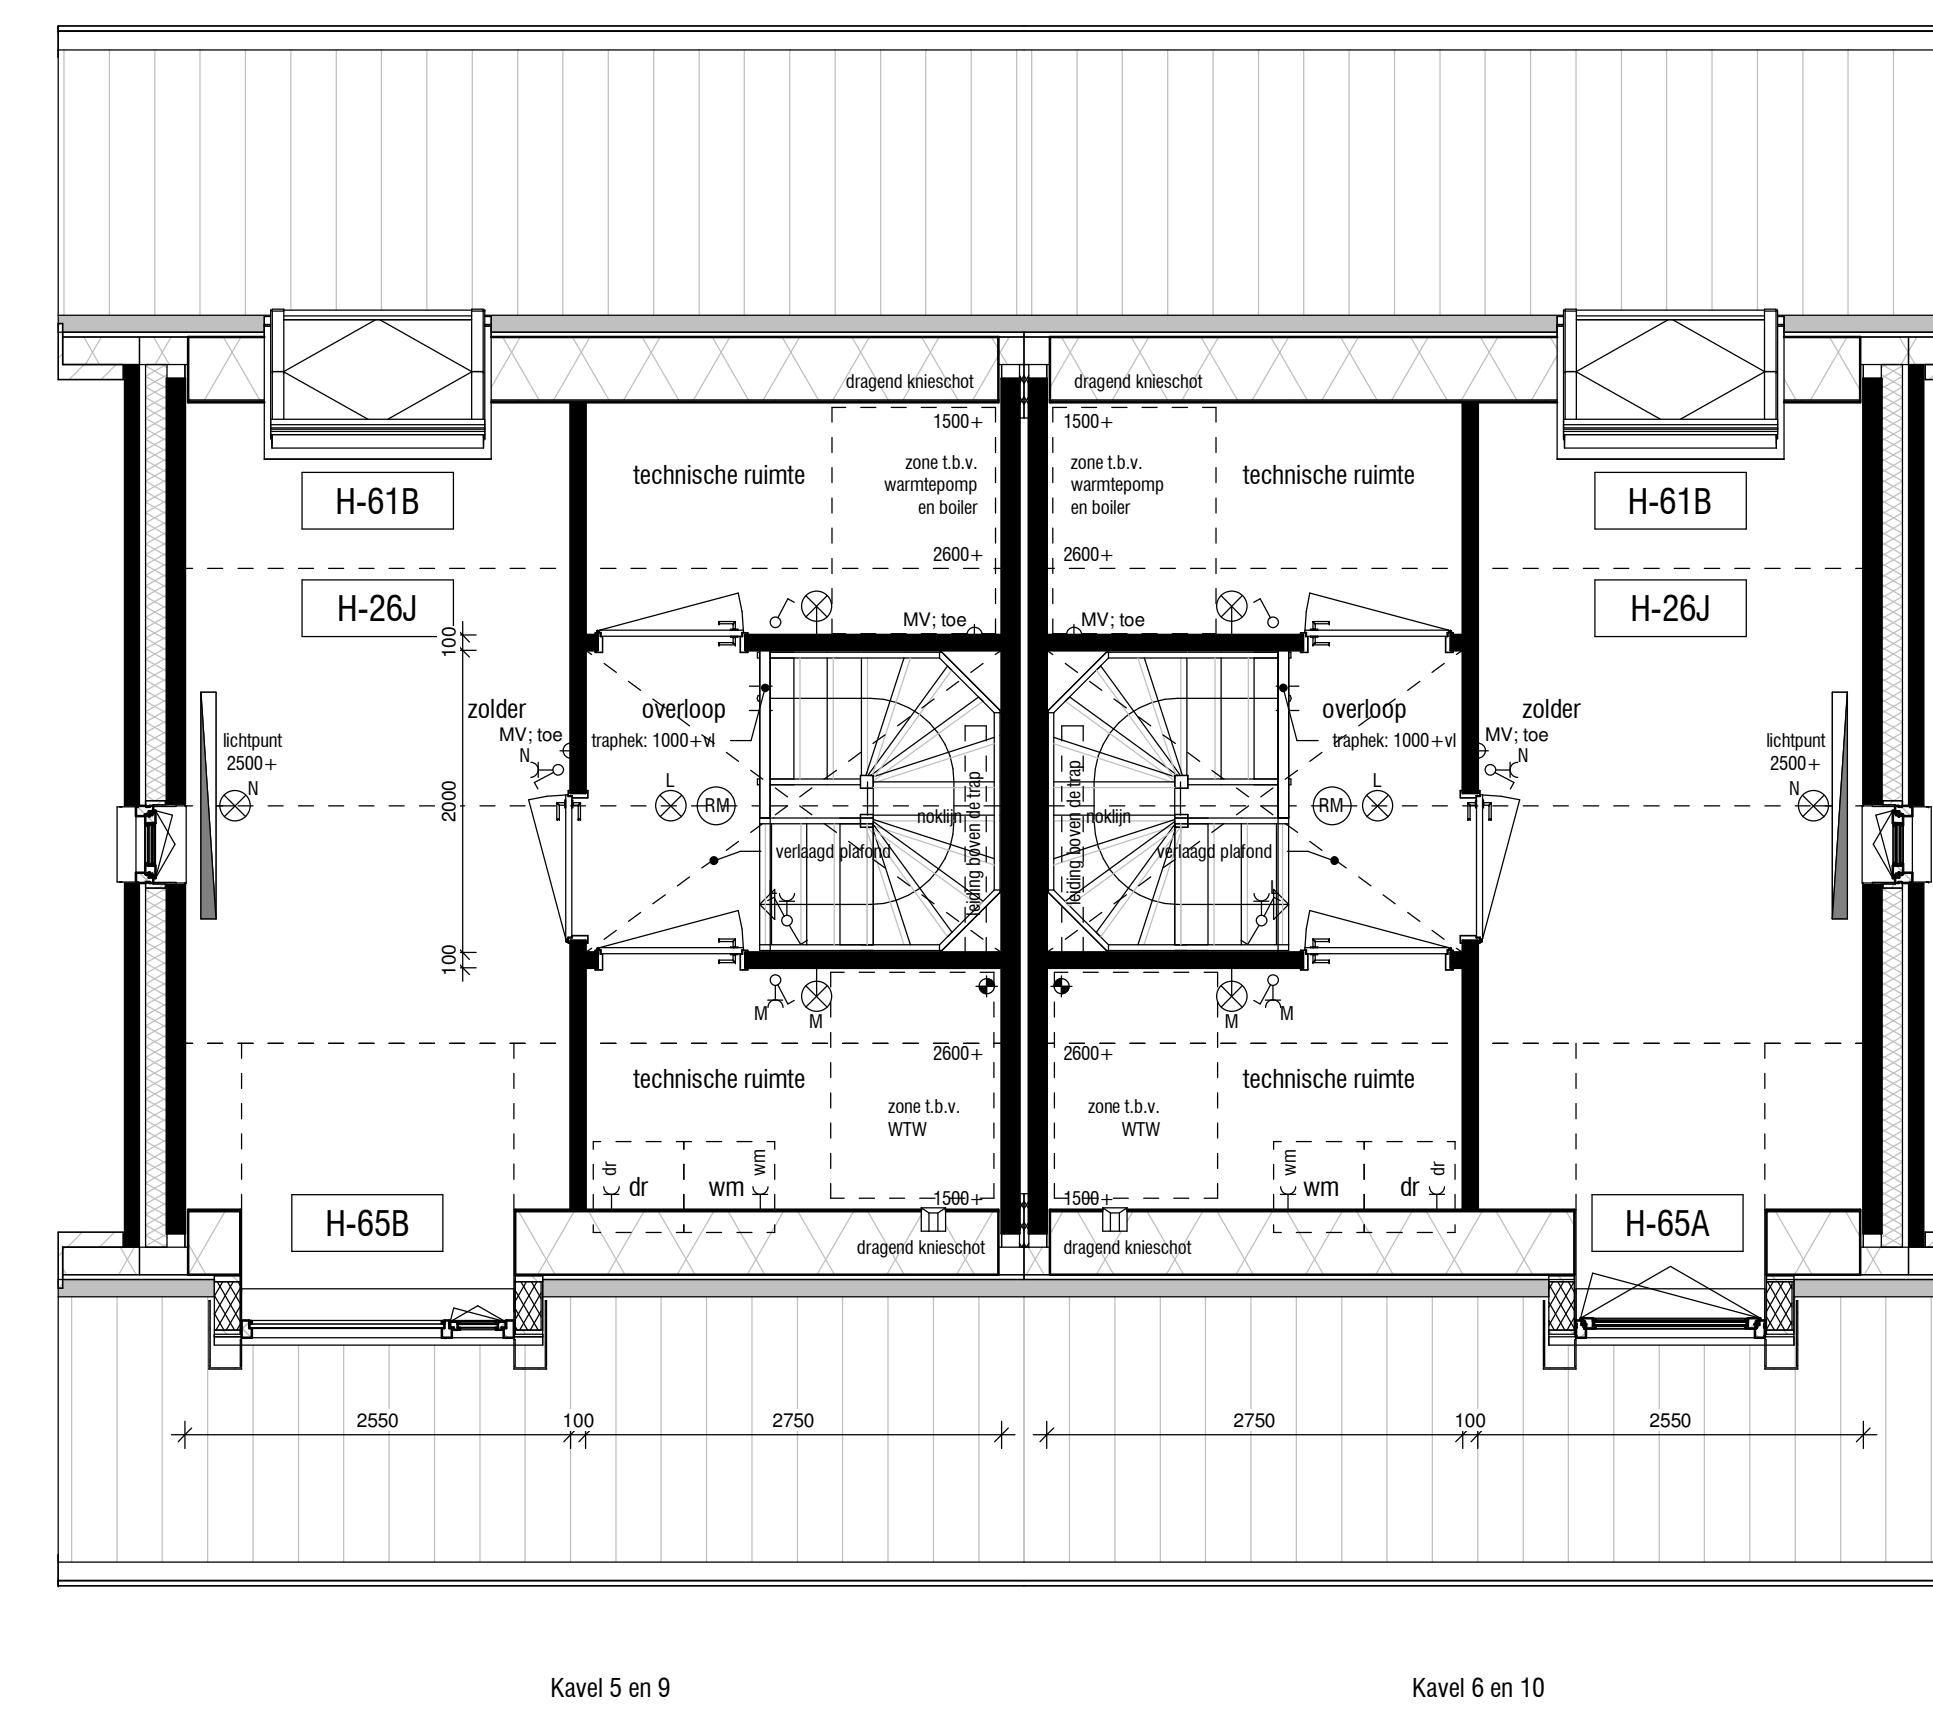 dragend knieschot
dragend knieschot
1500+
1500+
technische ruimte
zone t.b.v.
warmtepomp
en boiler
zone t.b.v.
warmtepomp
en boiler
technische ruimte
H-61B
H-61B
2600+
2600+
H-26J
H-26J
100
MV; toe
MV; toe
zolder
overloop
overloop
zolder
MV; toe
traphek: 1000+vl
traphek: 1000+vl
MV; toe
lichtpunt
2500+
N
N
N
lichtpunt
2500+
N
L
RM
RM
L
2000
noklijn
leiding boven de trap
leiding boven de trap
noklijn
verlaagd plafond
verlaagd plafond
100
M
M
M
M
2600+
2600+
technische ruimte
technische ruimte
zone t.b.v.
WTW
zone t.b.v.
WTW
dr
dr
wm
wm
wm
wm
dr
dr
1500+
1500+
H-65B
H-65A
dragend knieschot
dragend knieschot
2550
100
2750
2750
100
2550
Kavel 5 en 9
Kavel 6 en 10